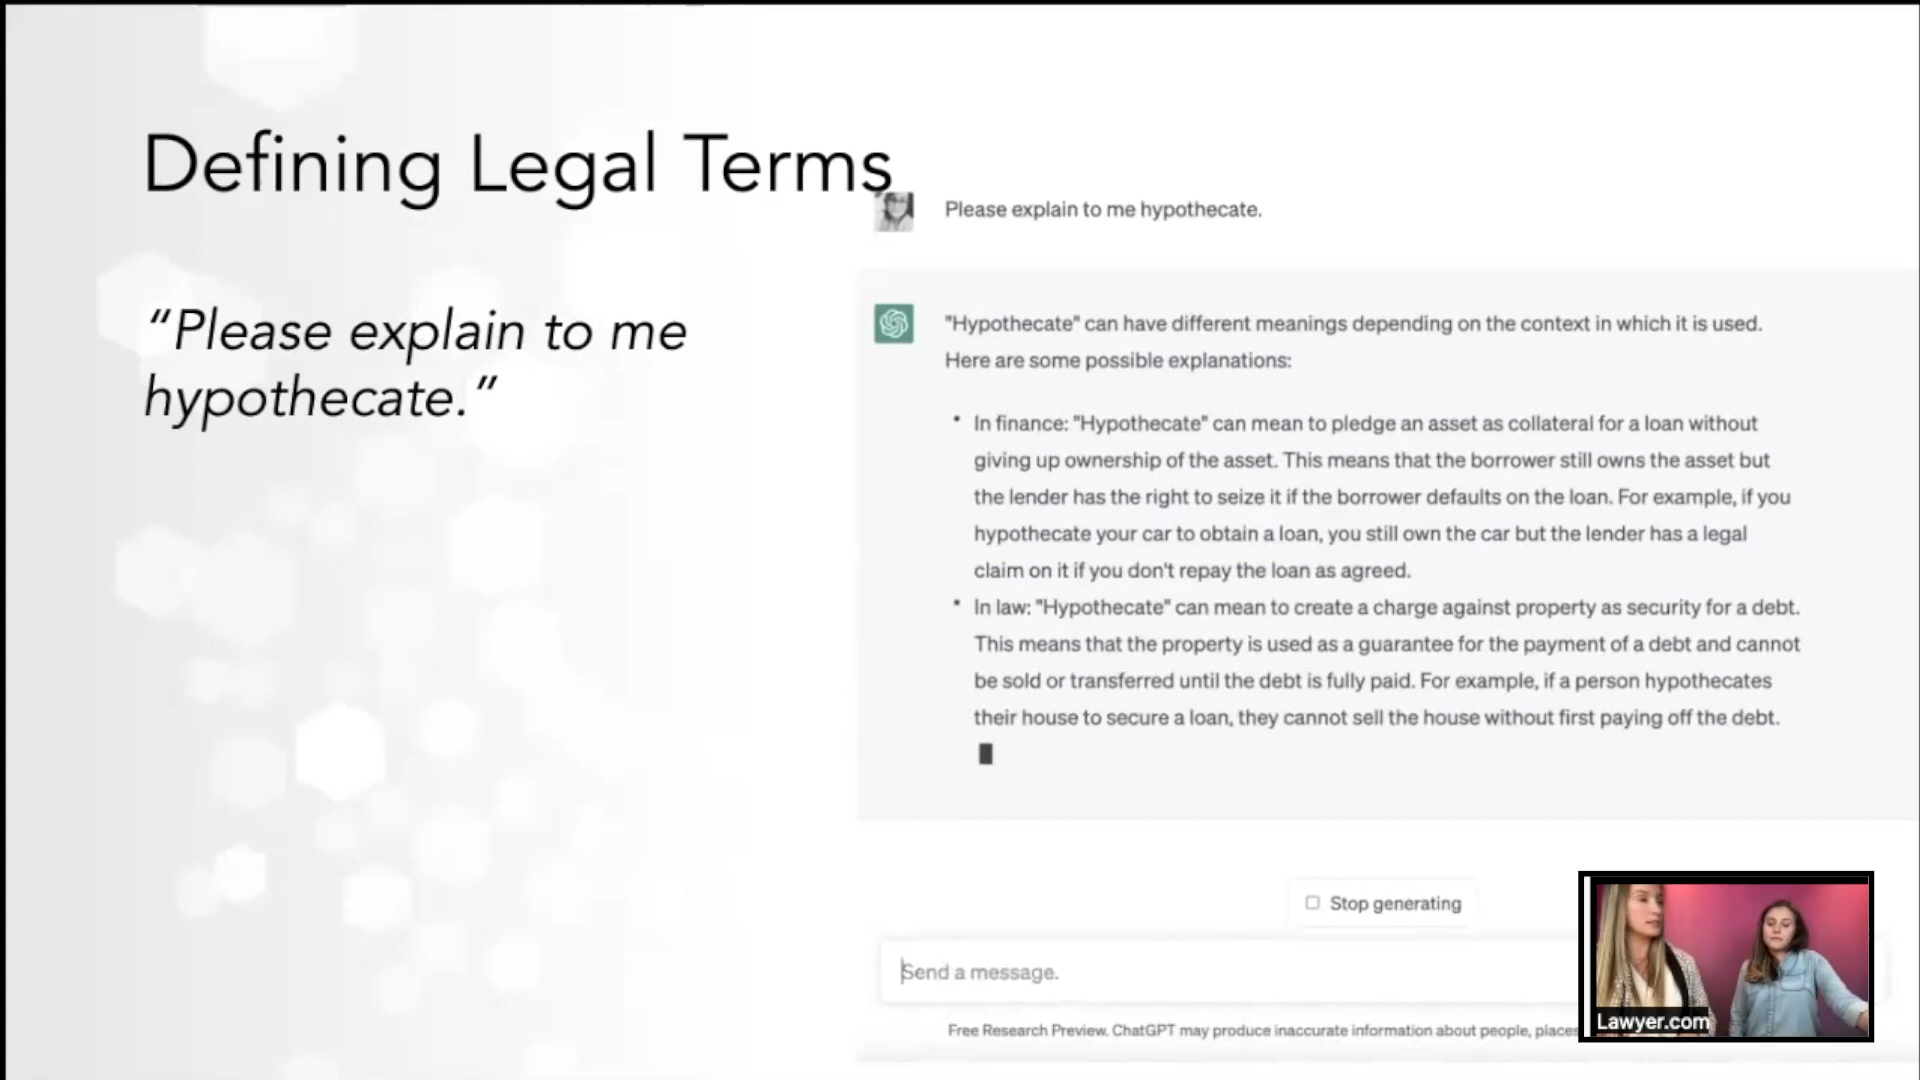 Defining Legal Terms
“Please explain to me
hypothecate.”
Please explain to me hypothecate.
"Hypothecate" can have different meanings depending on the context in which it is used.
Here are some possible explanations:
• In finance: "Hypothecate" can mean to pledge an asset as collateral for a loan without
giving up ownership of the asset. This means that the borrower still owns the asset but
the lender has the right to seize it if the borrower defaults on the loan. For example, if you
hypothecate your car to obtain a loan, you still own the car but the lender has a legal
claim on it if you don't repay the loan as agreed.
• In law: "Hypothecate" can mean to create a charge against property as security for a debt.
This means that the property is used as a guarantee for the payment of a debt and cannot
be sold or transferred until the debt is fully paid. For example, if a person hypothecates
their house to secure a loan, they cannot sell the house without first paying off the debt.
Stop generating
Send a message.
Free Research Preview. ChatGPT may produce inaccurate information about people, places
Lawyer.com